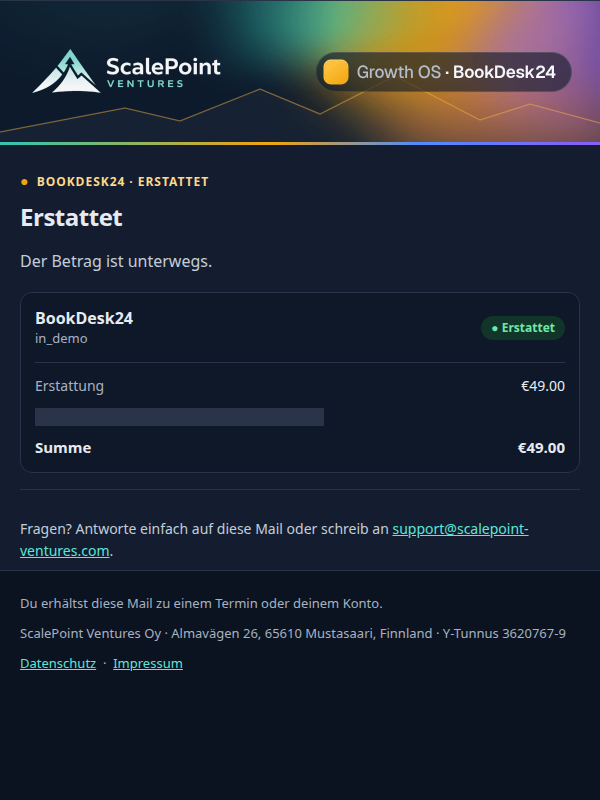 ScalePoint
VENTURES
Growth OS · BookDesk24
BOOKDESK24 · ERSTATTET
Erstattet
Der Betrag ist unterwegs.
BookDesk24
in_demo
Erstattet
Erstattung €49.00
Summe €49.00
Fragen? Antworte einfach auf diese Mail oder schreib an support@scalepoint-
ventures.com.
Du erhältst diese Mail zu einem Termin oder deinem Konto.
ScalePoint Ventures Oy · Almavägen 26, 65610 Mustasaari, Finnland · Y-Tunnus 3620767-9
Datenschutz · Impressum